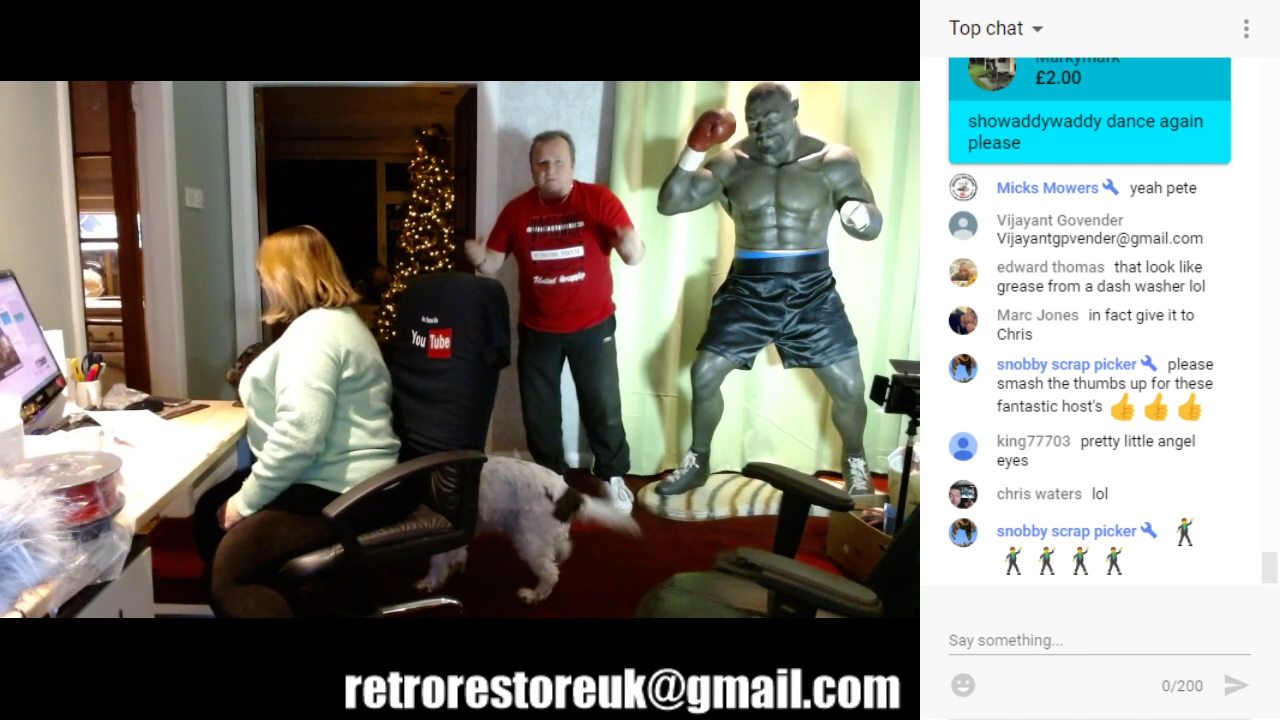 Top chat
Markymark
£2.00
showaddywaddy dance again
please
Micks Mowers yeah pete
Vijayant Govender
Vijayantgpvender@gmail.com
edward thomas that look like
grease from a dash washer lol
Marc Jones in fact give it to
Chris
snobby scrap picker please
smash the thumbs up for these
fantastic host's
king77703 pretty little angel
eyes
chris waters lol
snobby scrap picker
Say something...
0/200
You Tube
retrorestoreuk@gmail.com